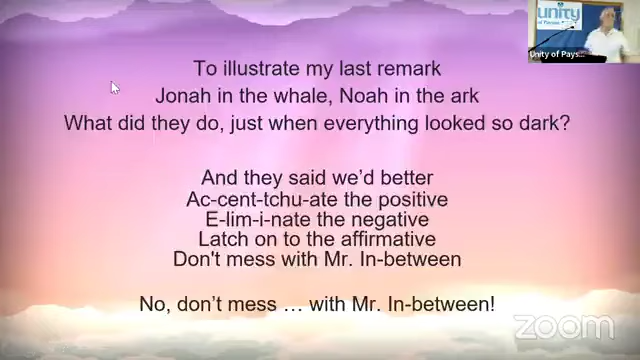 To illustrate my last remark
Jonah in the whale, Noah in the ark
What did they do, just when everything looked so dark?
And they said we’d better
Ac-cent-tchu-ate the positive
E-lim-i-nate the negative
Latch on to the affirmative
Don't mess with Mr. In-between
No, don’t mess … with Mr. In-between!
unity
Unity of Pays...
zoom